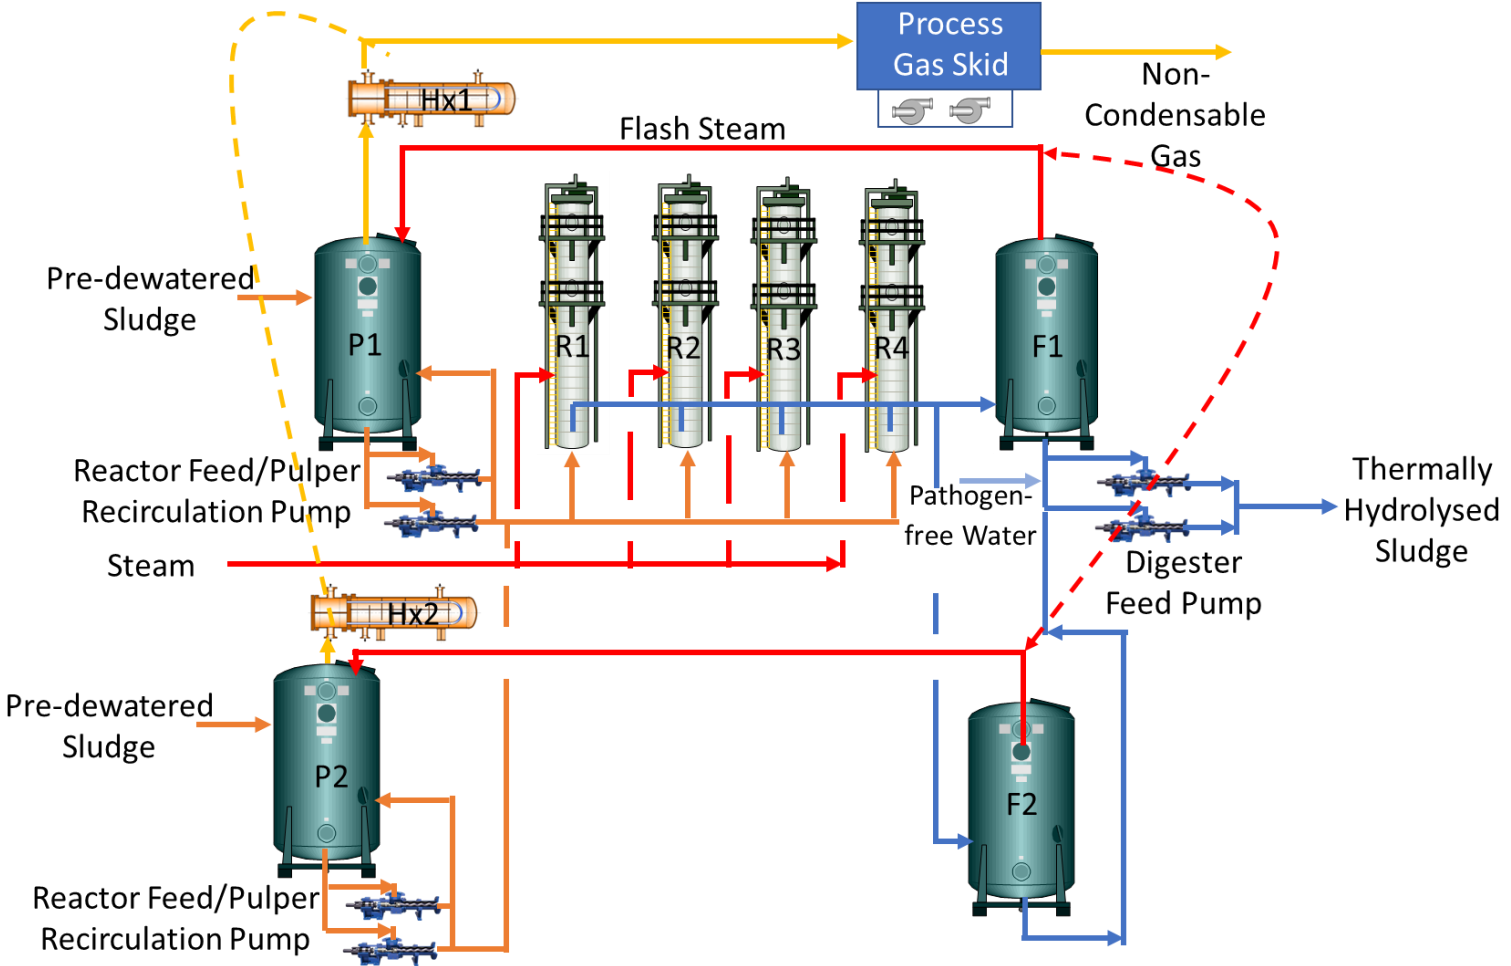 Process
Gas Skid
Non-
Condensable
Gas
Hx1
Flash Steam
Pre-dewatered
Sludge
P1
R1
R2
R3
R4
F1
Reactor Feed/Pulper
Recirculation Pump
Pathogen-
free Water
Thermally
Hydrolysed
Sludge
Steam
Digester
Feed Pump
Hx2
Pre-dewatered
Sludge
P2
F2
Reactor Feed/Pulper
Recirculation Pump